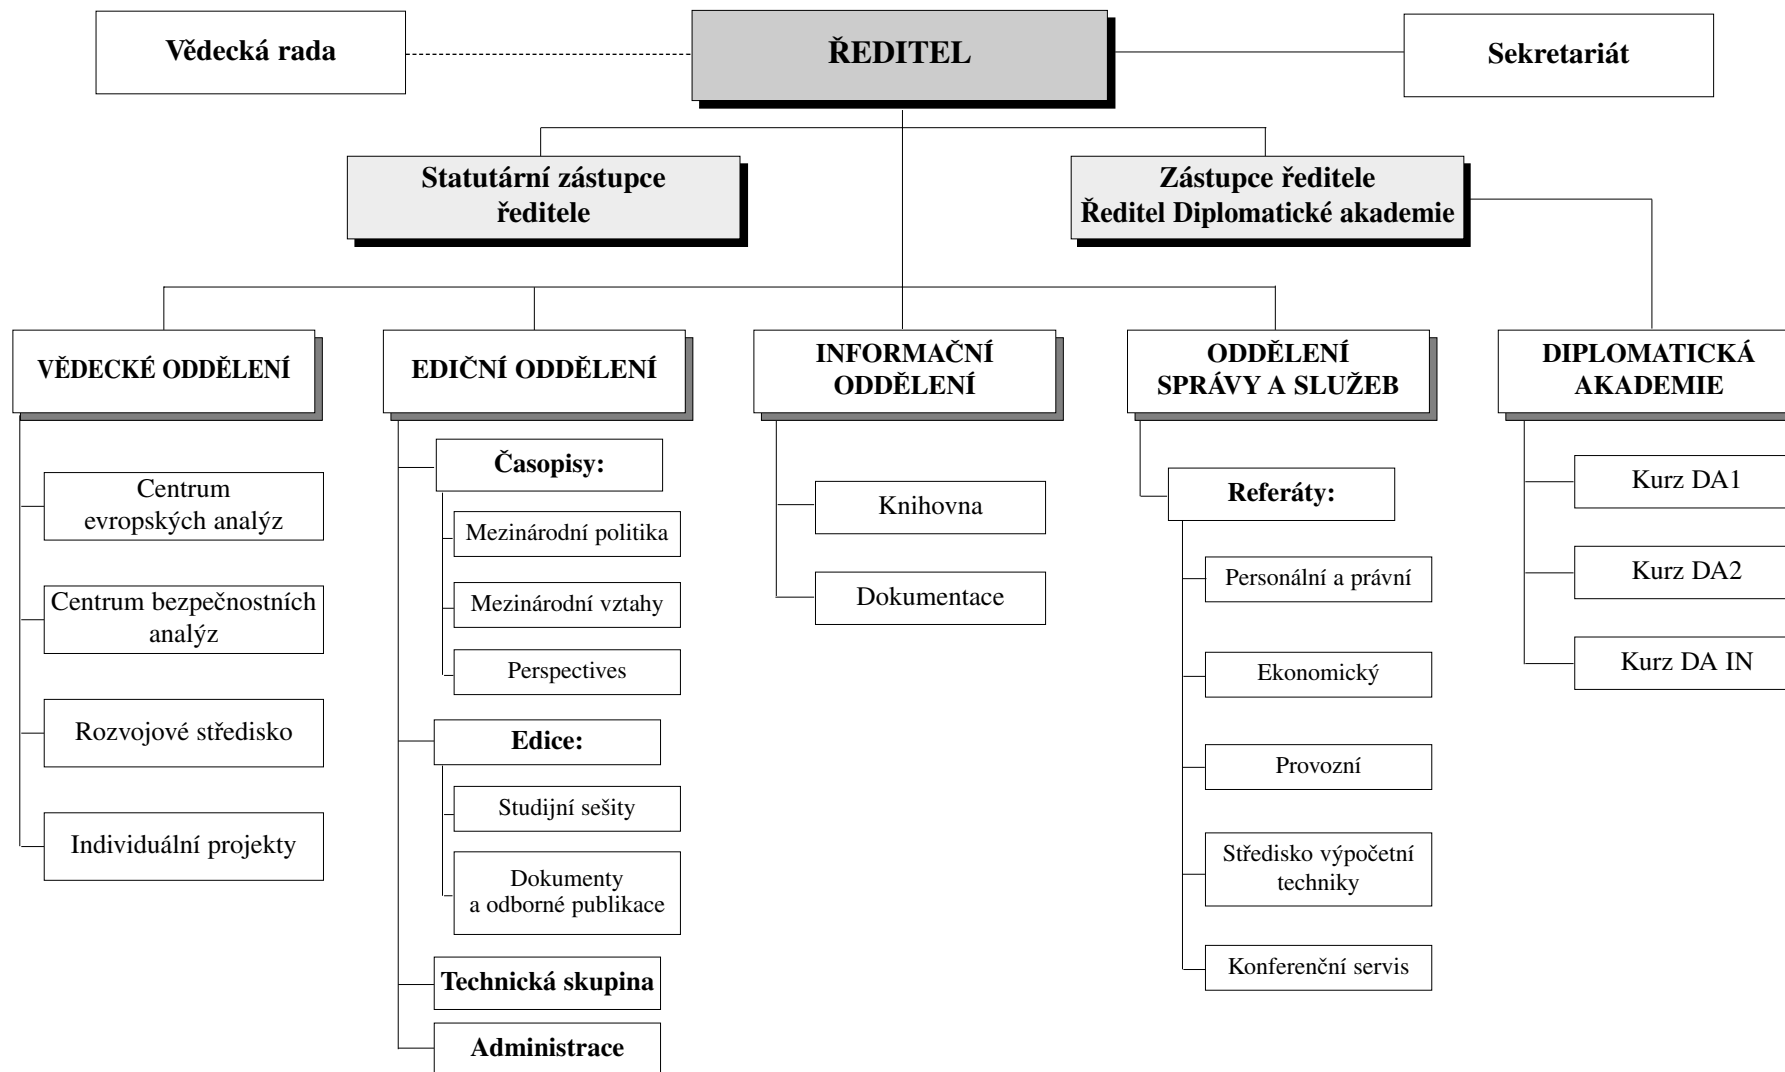 Vědecká rada
ŘEDITEL
Sekretariát
Statutární zástupce
ředitele
Zástupce ředitele
Ředitel Diplomatické akademie
VĚDECKÉ ODDĚLENÍ
Centrum
evropských analýz
Centrum bezpečnostních
analýz
Rozvojové středisko
Individuální projekty
EDIČNÍ ODDĚLENÍ
Časopisy:
Mezinárodní politika
Mezinárodní vztahy
Perspectives
Edice:
Studijní sešity
Dokumenty
a odborné publikace
Technická skupina
Administrace
INFORMAČNÍ
ODDĚLENÍ
Knihovna
Dokumentace
ODDĚLENÍ
SPRÁVY A SLUŽEB
Referáty:
Personální a právní
Ekonomický
Provozní
Středisko výpočetní
techniky
Konferenční servis
DIPLOMATICKÁ
AKADEMIE
Kurz DA1
Kurz DA2
Kurz DA IN